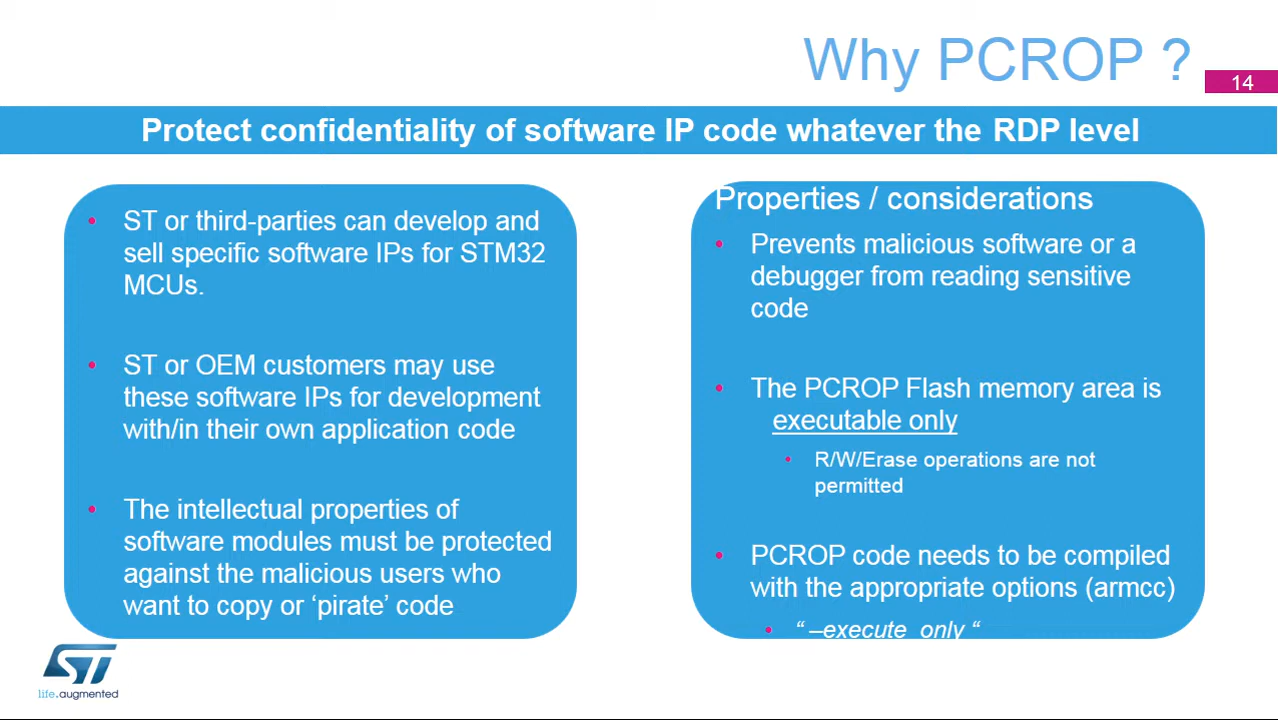 Why PCROP ?
14
Protect confidentiality of software IP code whatever the RDP level
• ST or third-parties can develop and
sell specific software IPs for STM32
MCUs.
• ST or OEM customers may use
these software IPs for development
with/in their own application code
• The intellectual properties of
software modules must be protected
against the malicious users who
want to copy or ‘pirate’ code
Properties / considerations
• Prevents malicious software or a
debugger from reading sensitive
code
• The PCROP Flash memory area is
executable only
• R/W/Erase operations are not
permitted
• PCROP code needs to be compiled
with the appropriate options (armcc)
• “ –execute_only “
ST
life.augmented